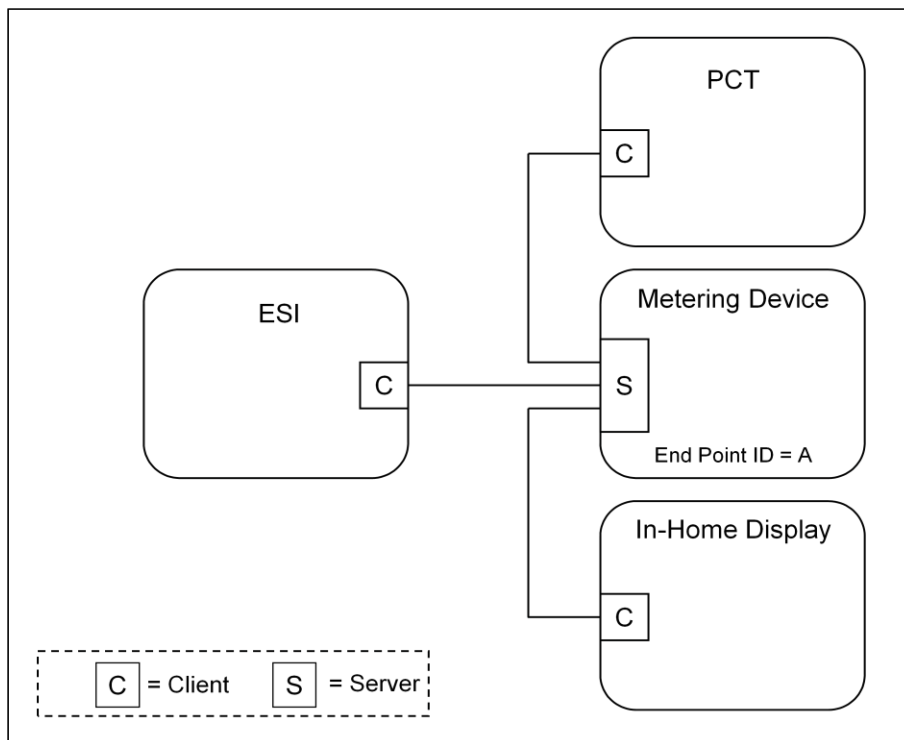 PCT
C
Metering Device
ESI
C
S
End Point ID = A
In-Home Display
C
C = Client S = Server